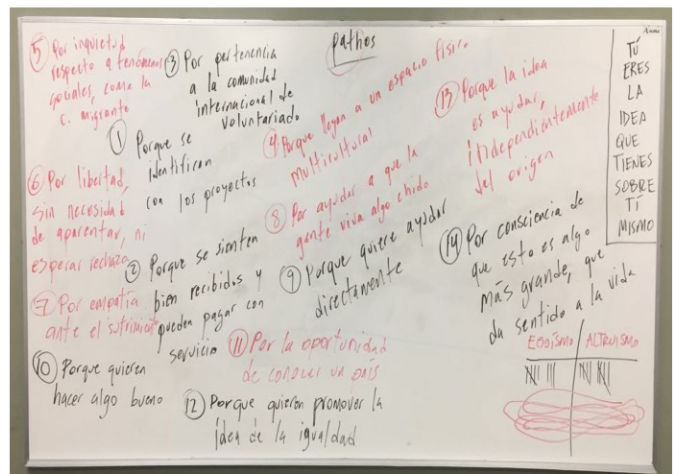 Pathos
⑤ Por inquietud
respecto a fenómenos
sociales, como la
c. migrante
③ Por pertenencia
a la comunidad
internacional de
voluntariado
① Porque se
identifican
con los proyectos
④ Porque llegan a un espacio físico
multicultural
⑬ Porque la idea
es ayudar,
independientemente
del origen
⑥ Por libertad,
sin necesidad
de aparentar, ni
esperar rechazo
② Porque se sienten
bien recibidos y
pueden pagar con
servicio
⑧ Por ayudar a que la
gente viva algo chido
⑨ Porque quiere ayudar
directamente
⑭ Por consciencia de
que esto es algo
más grande, que
da sentido a la vida
⑦ Por empatía
ante el sufrimiento
⑩ Porque quieren
hacer algo bueno
⑪ Por la oportunidad
de conocer un país
⑫ Porque quieren promover la
idea de la igualdad
TÚ
ERES
LA
IDEA
QUE
TIENES
SOBRE
TÍ
MISMO
EGOÍSMO ALTRUISMO